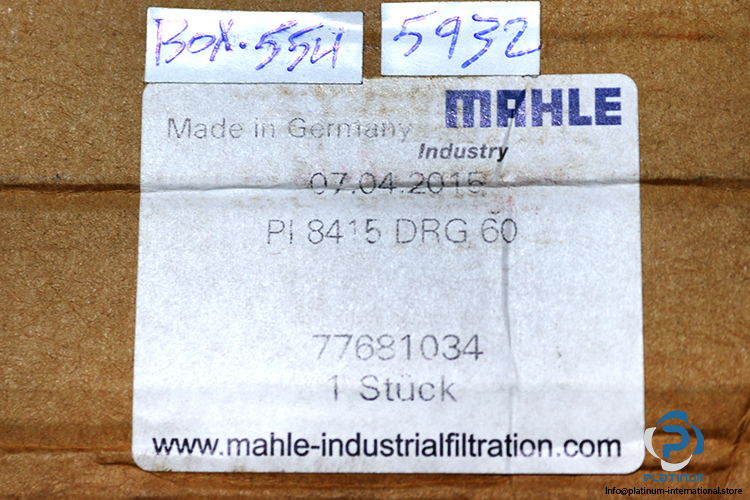 BOX.554
5932
MAHLE
Made in Germany
Industry
07.04.2015
PI 8415 DRG 60
77681034
1 Stück
www.mahle-industrialfiltration.com
PLATINUM
Info@platinum-international.store